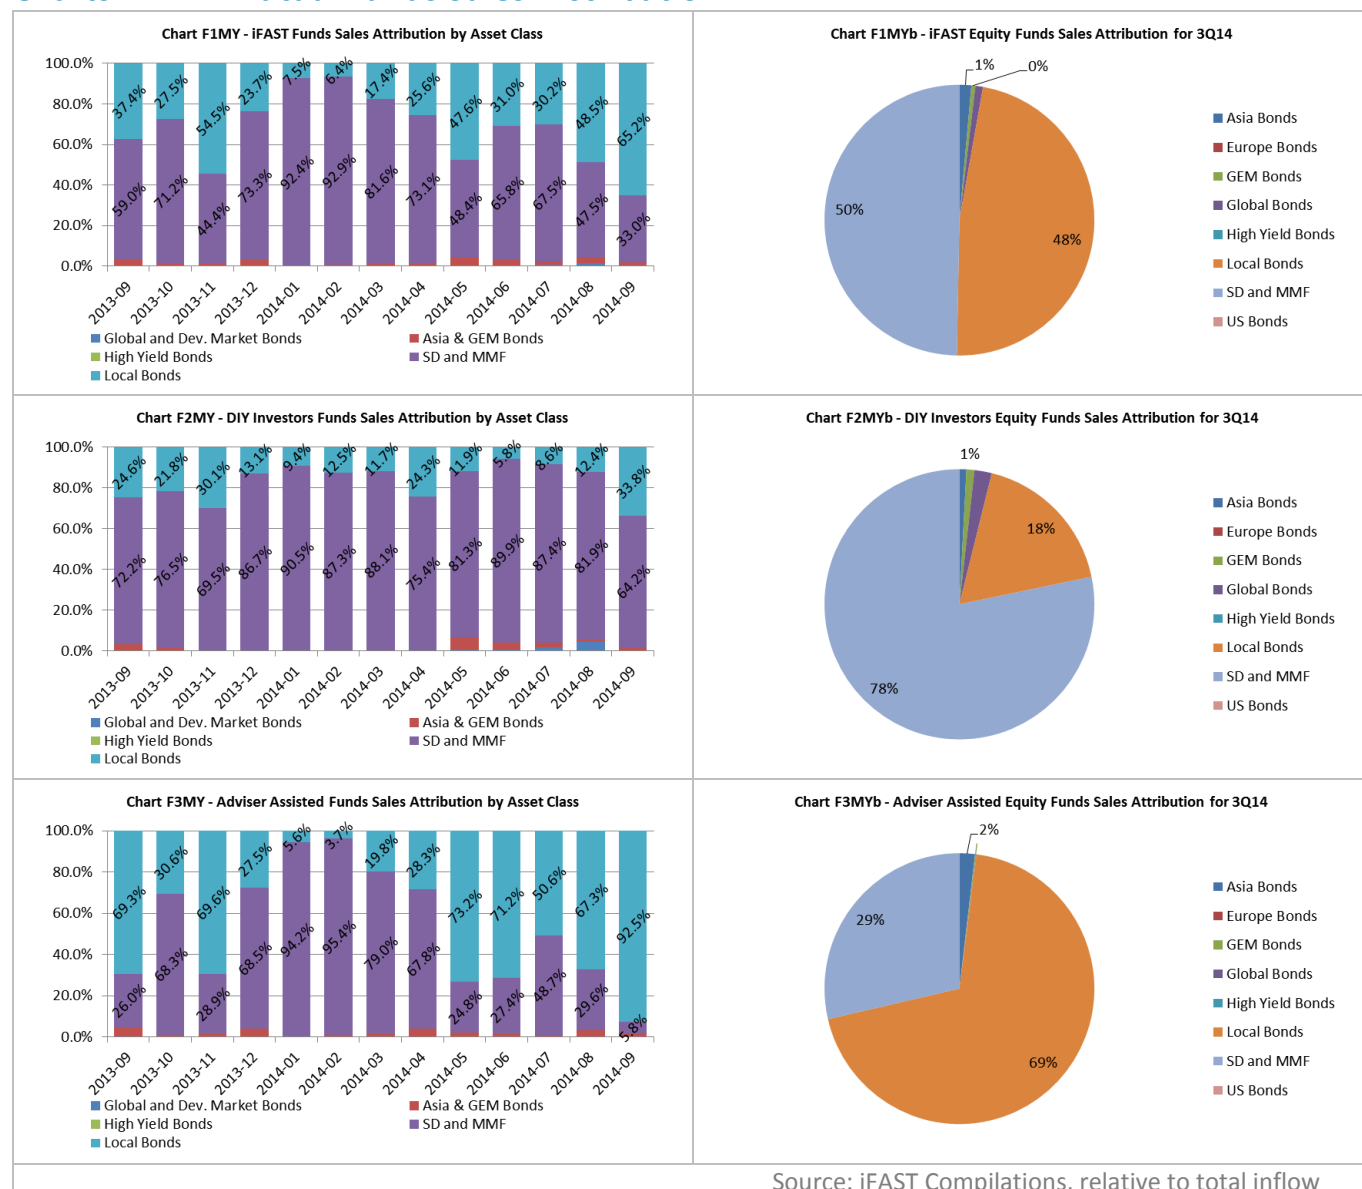 Chart F1MY - iFAST Funds Sales Attribution by Asset Class
100.0%
80.0%
60.0%
40.0%
20.0%
0.0%
37.4% 27.5% 54.5% 23.7% 7.5% 6.4% 17.4% 25.6% 47.6% 31.0% 30.2% 48.5% 65.2%
59.0% 71.2% 44.4% 73.3% 92.4% 92.9% 81.6% 73.1% 48.4% 65.8% 67.5% 47.5% 33.0%
2013-09 2013-10 2013-11 2013-12 2014-01 2014-02 2014-03 2014-04 2014-05 2014-06 2014-07 2014-08 2014-09
Global and Dev. Market Bonds Asia & GEM Bonds
High Yield Bonds SD and MMF
Local Bonds
Chart F1MYb - iFAST Equity Funds Sales Attribution for 3Q14
1% 0%
50%
48%
Asia Bonds
Europe Bonds
GEM Bonds
Global Bonds
High Yield Bonds
Local Bonds
SD and MMF
US Bonds
Chart F2MY - DIY Investors Funds Sales Attribution by Asset Class
100.0%
80.0%
60.0%
40.0%
20.0%
0.0%
24.6% 21.8% 30.1% 13.1% 9.4% 12.5% 11.7% 24.3% 11.9% 5.8% 8.6% 12.4% 33.8%
72.2% 76.5% 69.5% 86.7% 90.5% 87.3% 88.1% 75.4% 81.3% 89.9% 87.4% 81.9% 64.2%
2013-09 2013-10 2013-11 2013-12 2014-01 2014-02 2014-03 2014-04 2014-05 2014-06 2014-07 2014-08 2014-09
Global and Dev. Market Bonds Asia & GEM Bonds
High Yield Bonds SD and MMF
Local Bonds
Chart F2MYb - DIY Investors Equity Funds Sales Attribution for 3Q14
1%
18%
78%
Asia Bonds
Europe Bonds
GEM Bonds
Global Bonds
High Yield Bonds
Local Bonds
SD and MMF
US Bonds
Chart F3MY - Adviser Assisted Funds Sales Attribution by Asset Class
100.0%
80.0%
60.0%
40.0%
20.0%
0.0%
69.3% 30.6% 69.6% 27.5% 5.6% 3.7% 19.8% 28.3% 73.2% 71.2% 50.6% 67.3% 92.5%
26.0% 68.3% 28.9% 68.5% 94.2% 95.4% 79.0% 67.8% 24.8% 27.4% 48.7% 29.6% 5.8%
2013-09 2013-10 2013-11 2013-12 2014-01 2014-02 2014-03 2014-04 2014-05 2014-06 2014-07 2014-08 2014-09
Global and Dev. Market Bonds Asia & GEM Bonds
High Yield Bonds SD and MMF
Local Bonds
Chart F3MYb - Adviser Assisted Equity Funds Sales Attribution for 3Q14
2%
29%
69%
Asia Bonds
Europe Bonds
GEM Bonds
Global Bonds
High Yield Bonds
Local Bonds
SD and MMF
US Bonds
Source: iFAST Compilations, relative to total inflow